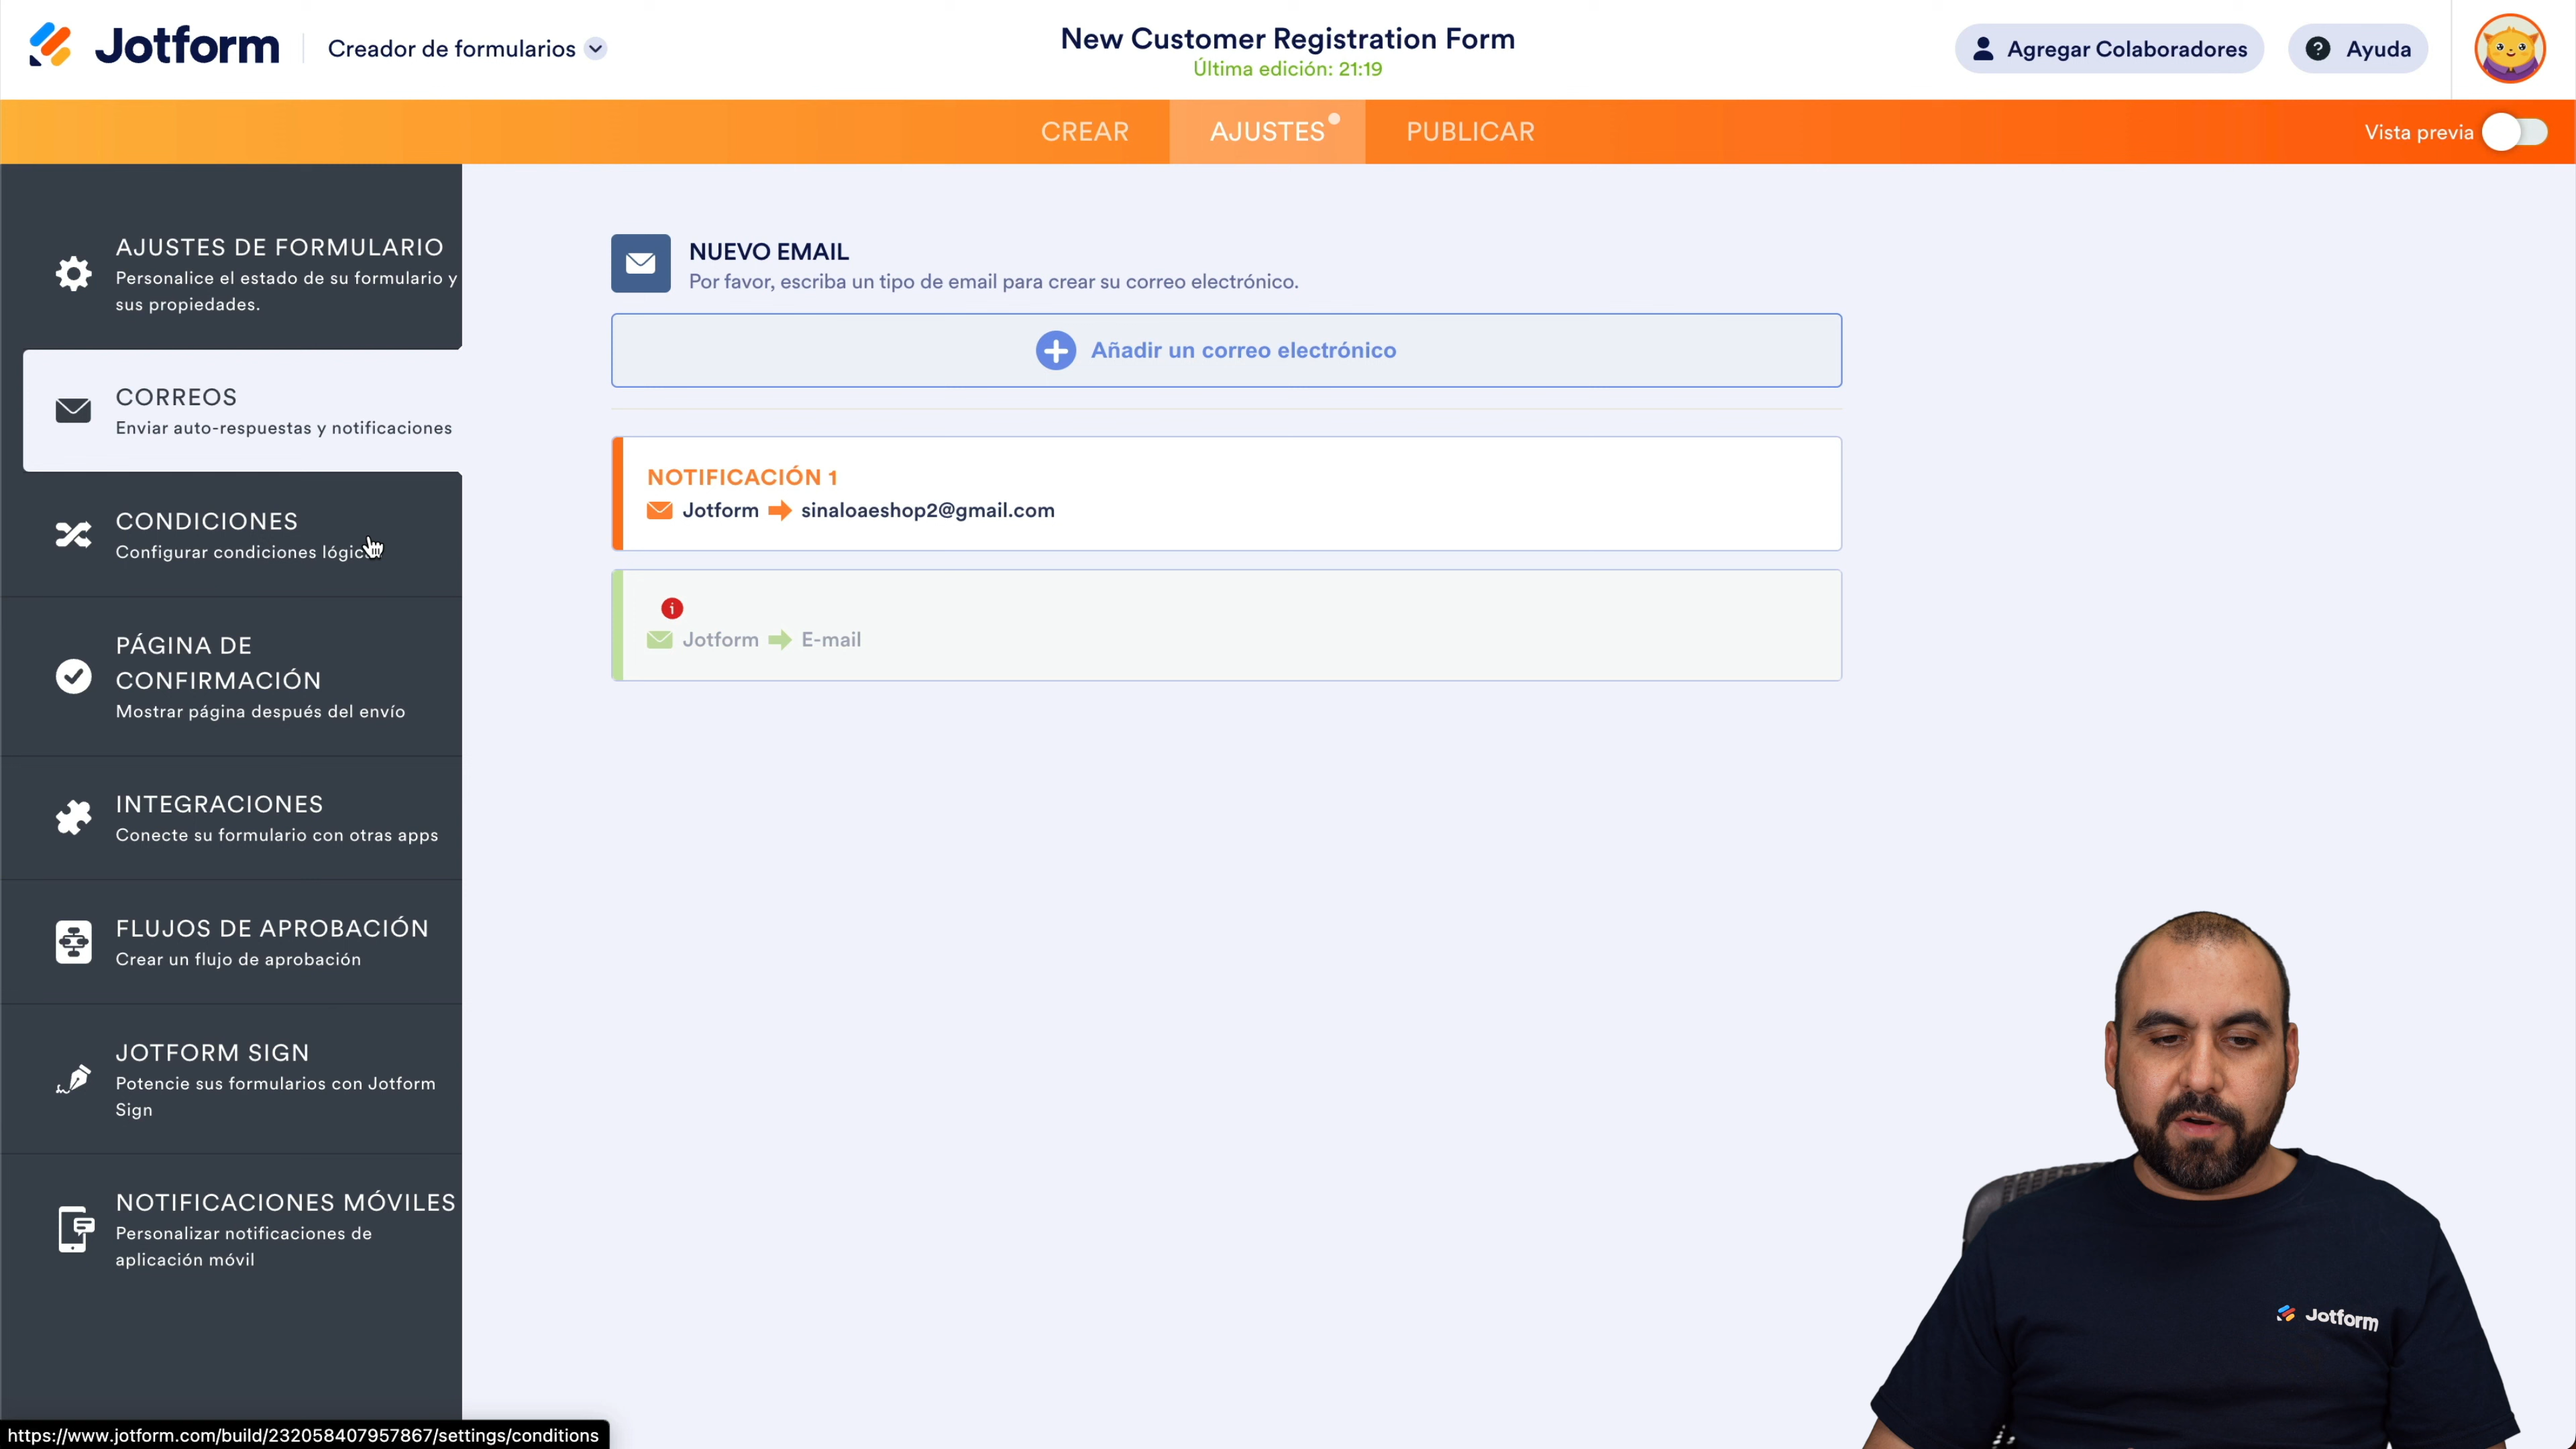 Jotform
Creador de formularios
New Customer Registration Form
Última edición: 21:19
Agregar Colaboradores
? Ayuda
CREAR
AJUSTES
PUBLICAR
Vista previa
AJUSTES DE FORMULARIO
Personalice el estado de su formulario y
sus propiedades.
CORREOS
Enviar auto-respuestas y notificaciones
CONDICIONES
Configurar condiciones
PÁGINA DE
CONFIRMACIÓN
Mostrar página después del envío
INTEGRACIONES
Conecte su formulario con otras apps
FLUJOS DE APROBACIÓN
Crear un flujo de aprobación
JOTFORM SIGN
Potencie sus formularios con Jotform
Sign
NOTIFICACIONES MÓVILES
Personalizar notificaciones de
aplicación móvil
NUEVO EMAIL
Por favor, escriba un tipo de email para crear su correo electrónico.
Añadir un correo electrónico
NOTIFICACIÓN 1
Jotform sinaloaeshop2@gmail.com
i
Jotform E-mail
Jotform
https://www.jotform.com/build/232058407957867/settings/conditions